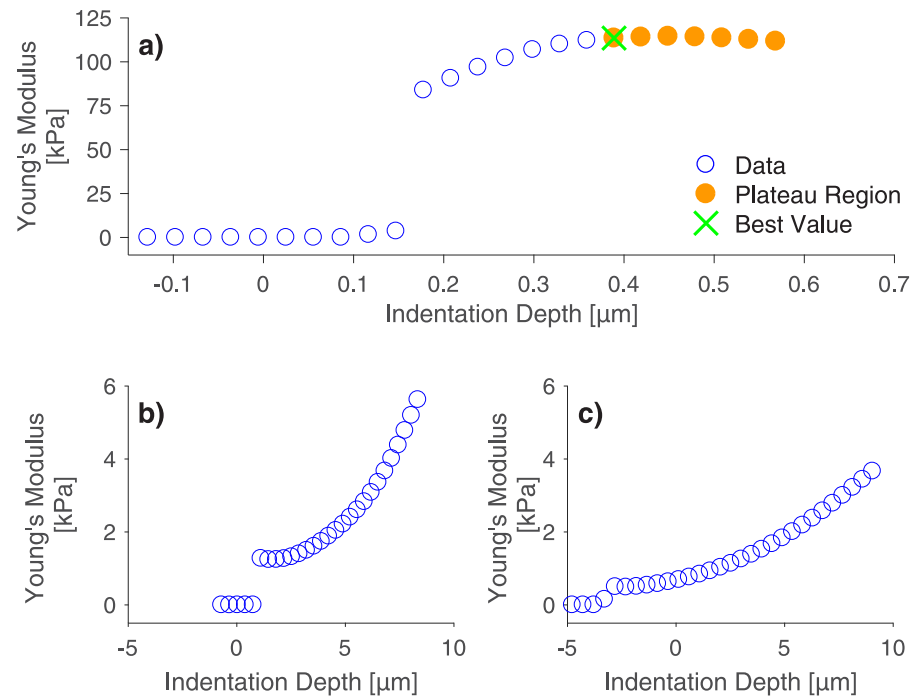 a)
Young's Modulus
[kPa]
125
100
75
50
25
0
Data
Plateau Region
Best Value
-0.1 0 0.1 0.2 0.3 0.4 0.5 0.6 0.7
Indentation Depth [µm]
b)
Young's Modulus
[kPa]
6
4
2
0
-5 0 5 10
Indentation Depth [µm]
c)
Young's Modulus
[kPa]
6
4
2
0
-5 0 5 10
Indentation Depth [µm]